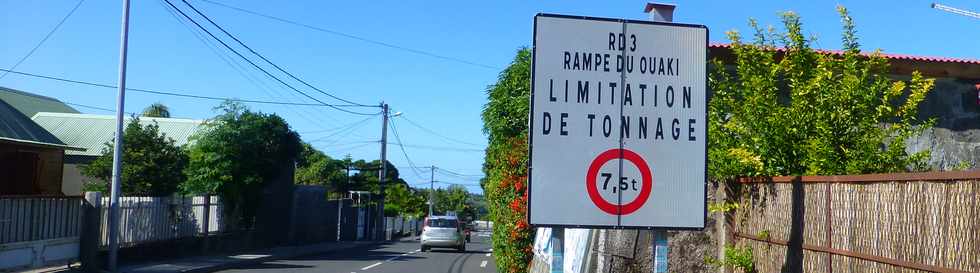 RD3
RAMPE DU OUAKI
LIMITATION
DE TONNAGE
7,5t